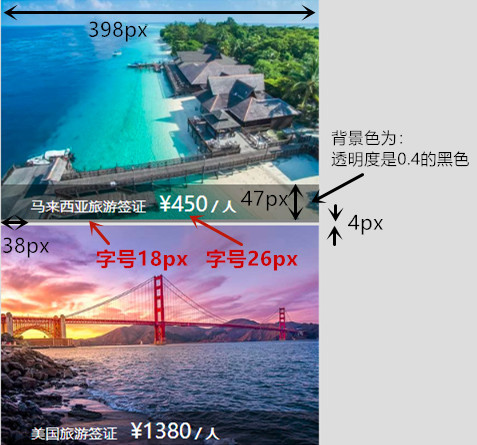 398px
背景色为：
透明度是0.4的黑色
马来西亚旅游签证 ¥450 / 人
47px
4px
38px
字号18px 字号26px
美国旅游签证 ¥1380 / 人